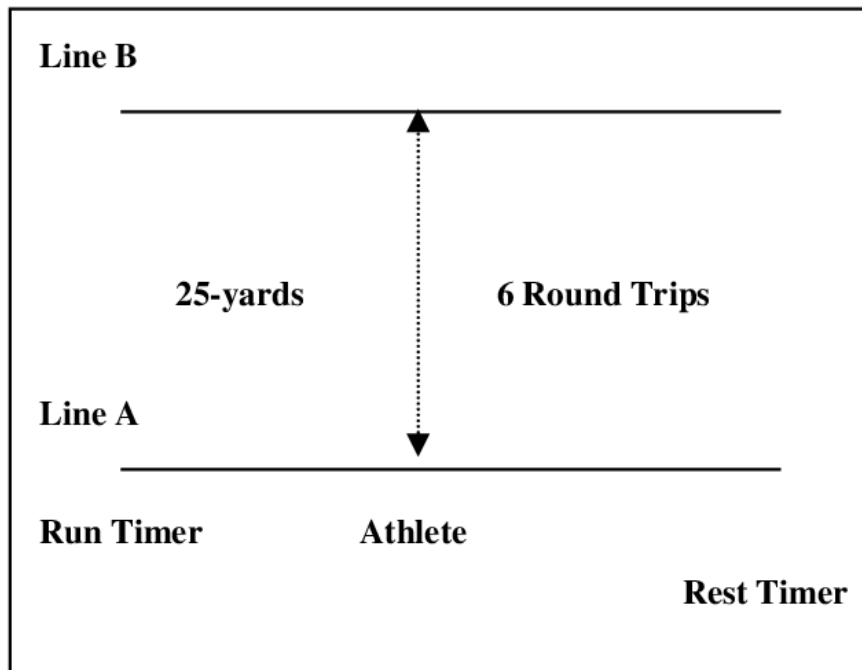 Line B
25-yards 6 Round Trips
Line A
Run Timer Athlete
Rest Timer